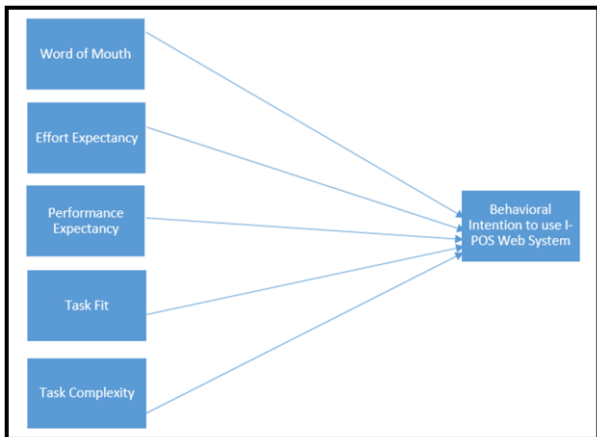 Word of Mouth
Effort Expectancy
Performance
Expectancy
Task Fit
Task Complexity
Behavioral
Intention to use I-
POS Web System